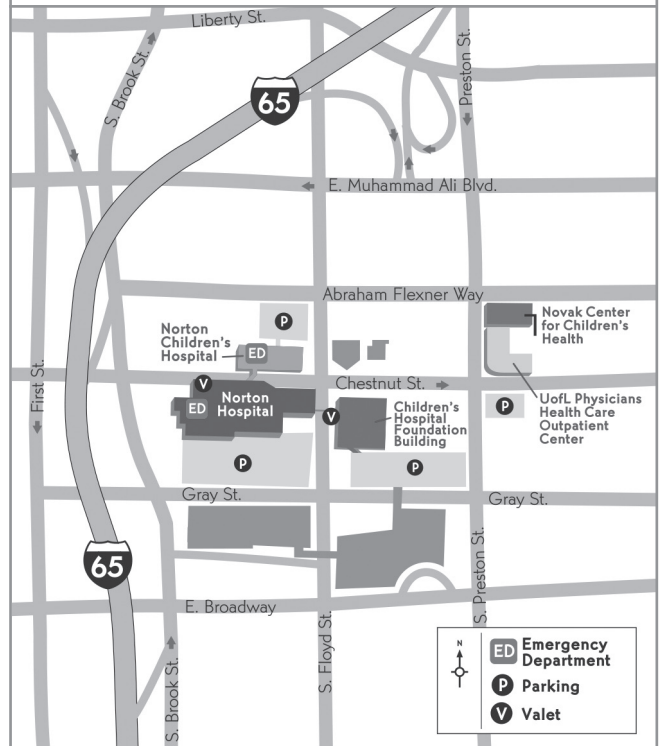 Liberty St.
S. Brook St.
Preston St.
65
E. Muhammad Ali Blvd.
Abraham Flexner Way
P
Norton
Children's
Hospital
ED
Novak Center
for Children's
Health
First St.
V
Chestnut St.
Norton
Hospital
ED
V
Children's
Hospital
Foundation
Building
P
UofL Physicians
Health Care
Outpatient
Center
P
P
Gray St.
Gray St.
65
S. Preston St.
E. Broadway
S. Floyd St.
S. Brook St.
N
ED Emergency
Department
P Parking
V Valet